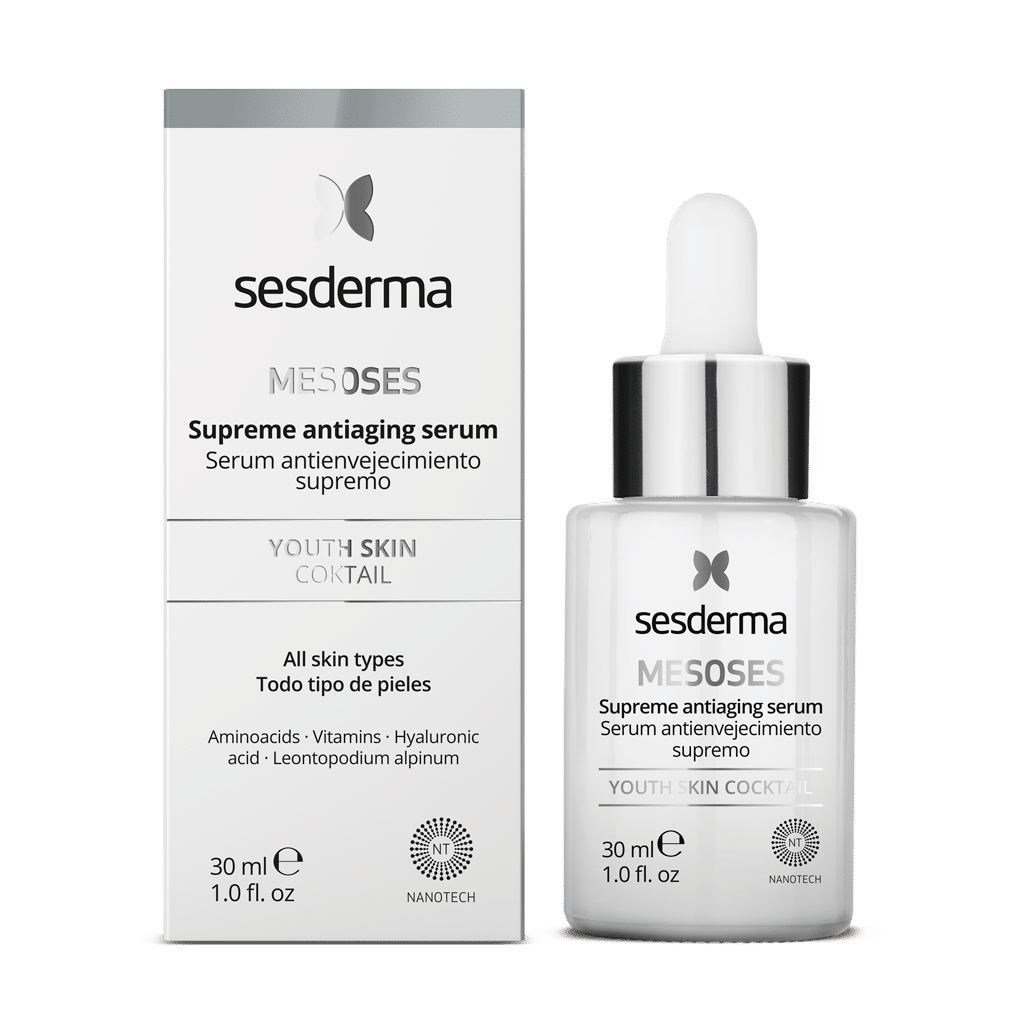 sesderma
MESOSES
Supreme antiaging serum
Serum antienvejecimiento
supremo
YOUTH SKIN
COKTAIL
All skin types
Todo tipo de pieles
Aminoacids · Vitamins · Hyaluronic
acid · Leontopodium alpinum
30 ml ℮
1.0 fl. oz
NT
NANOTECH
sesderma
MESOSES
Supreme antiaging serum
Serum antienvejecimiento
supremo
YOUTH SKIN COCKTAIL
30 ml ℮
1.0 fl. oz
NT
NANOTECH